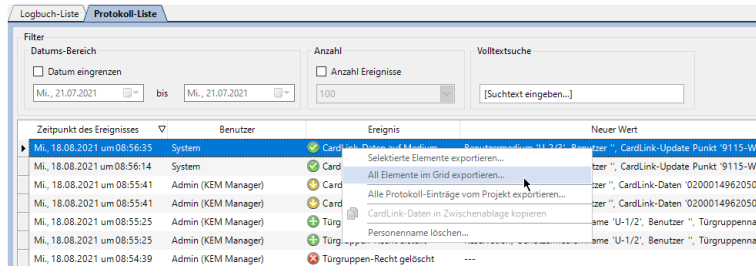 Logbuch-Liste Protokoll-Liste
Filter
Datums-Bereich Anzahl Volltextsuche
Datum eingrenzen Anzahl Ereignisse
Mi., 21.07.2021 bis Mi., 21.07.2021 100 [Suchtext eingeben...]
Zeitpunkt des Ereignisses Benutzer Ereignis Neuer Wert
Mi., 18.08.2021 um 08:56:35 System CardLink-Daten auf Medium Benutzermedium 'U-2/3', Benutzer '', CardLink-Update Punkt '9115-W
Selektierte Elemente exportieren...
Mi., 18.08.2021 um 08:56:14 System Card tzer '', CardLink-Update Punkt '9115-W
Alle Elemente im Grid exportieren...
Mi., 18.08.2021 um 08:55:41 Admin (KEM Manager) Card tzer '', CardLink-Daten '0200014962050
Alle Protokoll-Einträge vom Projekt exportieren...
Mi., 18.08.2021 um 08:55:41 Admin (KEM Manager) Card tzer '', CardLink-Daten '0200014962050
CardLink-Daten in Zwischenablage kopieren
Mi., 18.08.2021 um 08:55:25 Admin (KEM Manager) Türg ame 'U-1/2', Benutzer '', Türgruppenna
Personenname löschen...
Mi., 18.08.2021 um 08:55:25 Admin (KEM Manager) ame 'U-1/2', Benutzer '', Türgruppenna
Mi., 18.08.2021 um 08:54:39 Admin (KEM Manager) Türgruppen-Recht gelöscht ---